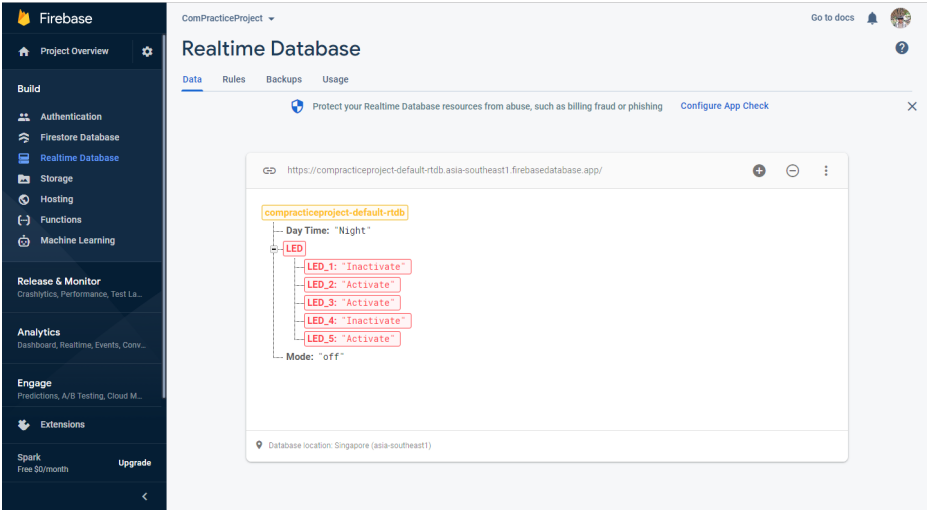 Firebase
Project Overview
Build
Authentication
Firestore Database
Realtime Database
Storage
Hosting
Functions
Machine Learning
Release & Monitor
Crashlytics, Performance, Test La...
Analytics
Dashboard, Realtime, Events, Conv...
Engage
Predictions, A/B Testing, Cloud M...
Extensions
Spark
Free $0/month
Upgrade
ComPracticeProject
Go to docs
Realtime Database
Data Rules Backups Usage
Protect your Realtime Database resources from abuse, such as billing fraud or phishing Configure App Check
https://compracticeproject-default-rtdb.asia-southeast1.firebasedatabase.app/
compracticeproject-default-rtdb
Day Time: "Night"
LED
LED_1: "Inactivate"
LED_2: "Activate"
LED_3: "Activate"
LED_4: "Inactivate"
LED_5: "Activate"
Mode: "off"
Database location: Singapore (asia-southeast1)